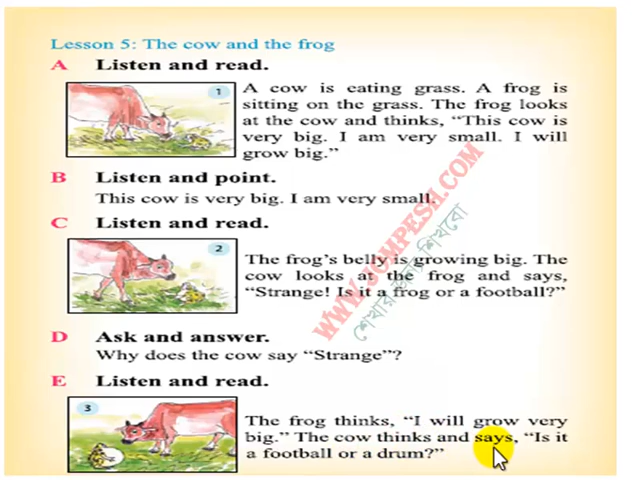 Lesson 5: The cow and the frog
A Listen and read.
1
A cow is eating grass. A frog is
sitting on the grass. The frog looks
at the cow and thinks, “This cow is
very big. I am very small. I will
grow big.”
B Listen and point.
This cow is very big. I am very small.
C Listen and read.
2
The frog’s belly is growing big. The
cow looks at the frog and says,
“Strange! Is it a frog or a football?”
D Ask and answer.
Why does the cow say “Strange”?
E Listen and read.
3
The frog thinks, “I will grow very
big.” The cow thinks and says, “Is it
a football or a drum?”
WWW.JUMPESH.COM
শেখার জন্য শিখবো